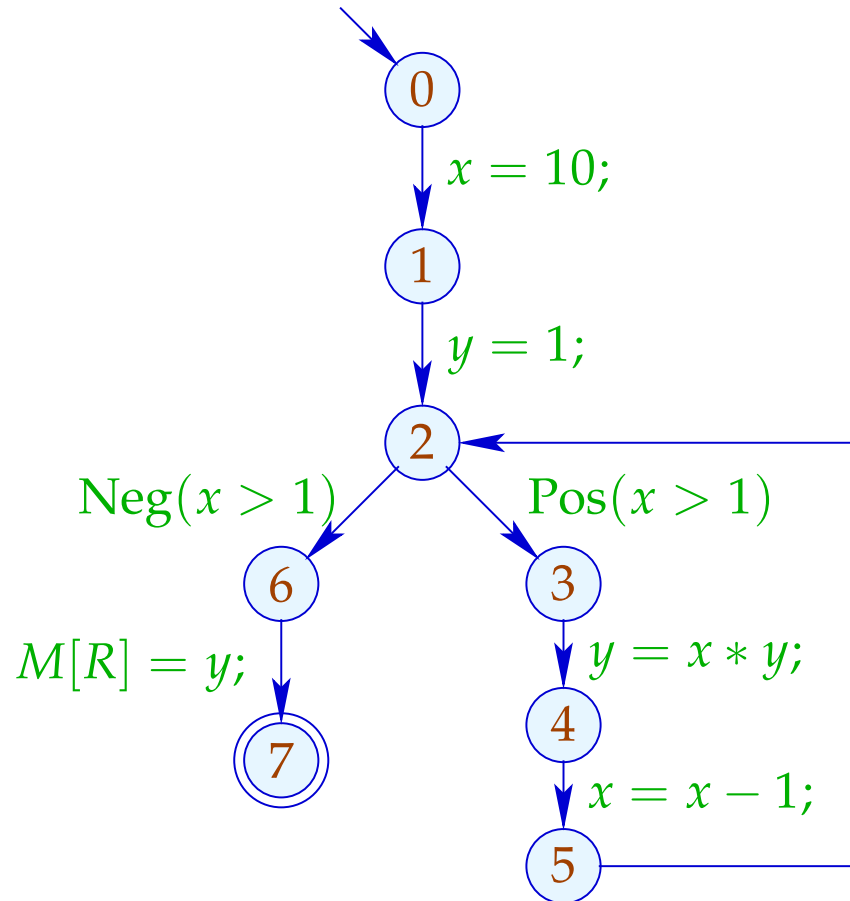 0
x = 10;
1
y = 1;
2
Neg(x > 1) Pos(x > 1)
6 3
M[R] = y; y = x ∗ y;
7 4
x = x − 1;
5